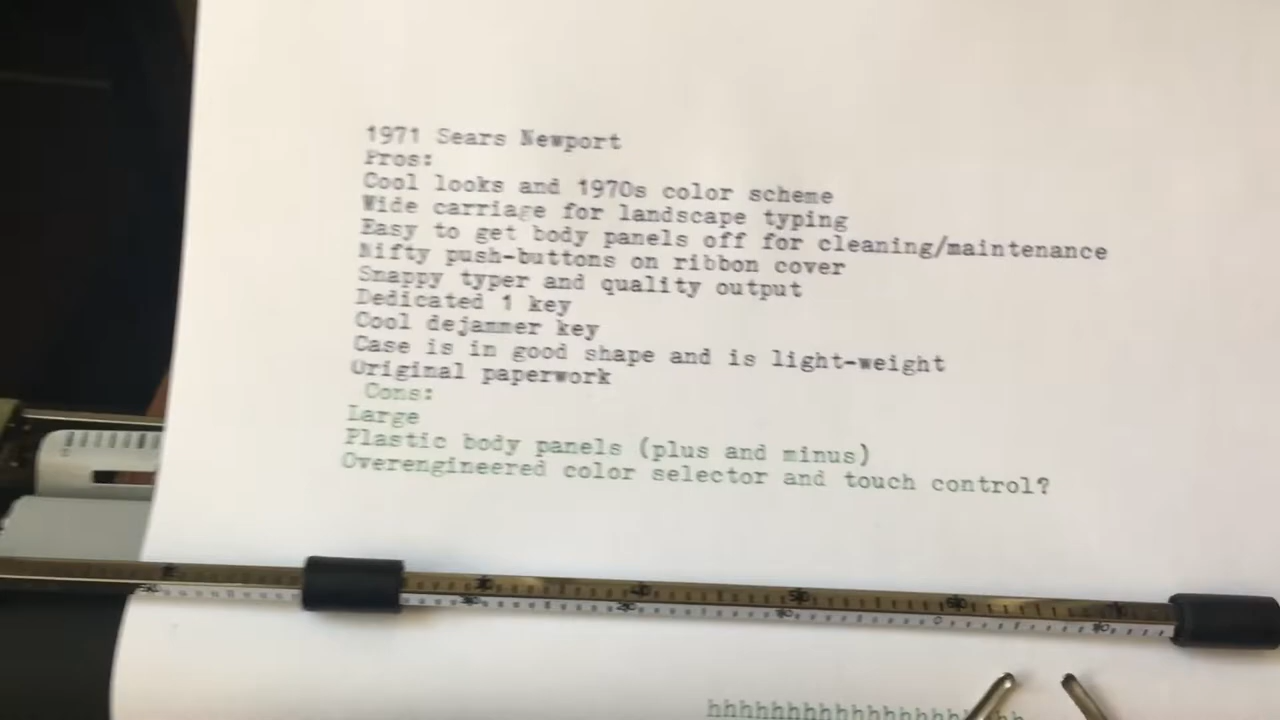 1971 Sears Newport
Pros:
Cool looks and 1970s color scheme
Wide carriage for landscape typing
Easy to get body panels off for cleaning/maintenance
Nifty push-buttons on ribbon cover
Snappy typer and quality output
Dedicated 1 key
Cool dejammer key
Case is in good shape and is light-weight
Original paperwork
Cons:
Large
Plastic body panels (plus and minus)
Overengineered color selector and touch control?